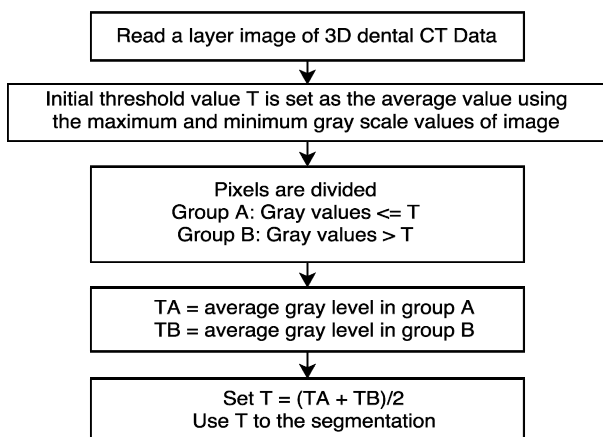 Read a layer image of 3D dental CT Data
Initial threshold value T is set as the average value using
the maximum and minimum gray scale values of image
Pixels are divided
Group A: Gray values <= T
Group B: Gray values > T
TA = average gray level in group A
TB = average gray level in group B
Set T = (TA + TB)/2
Use T to the segmentation